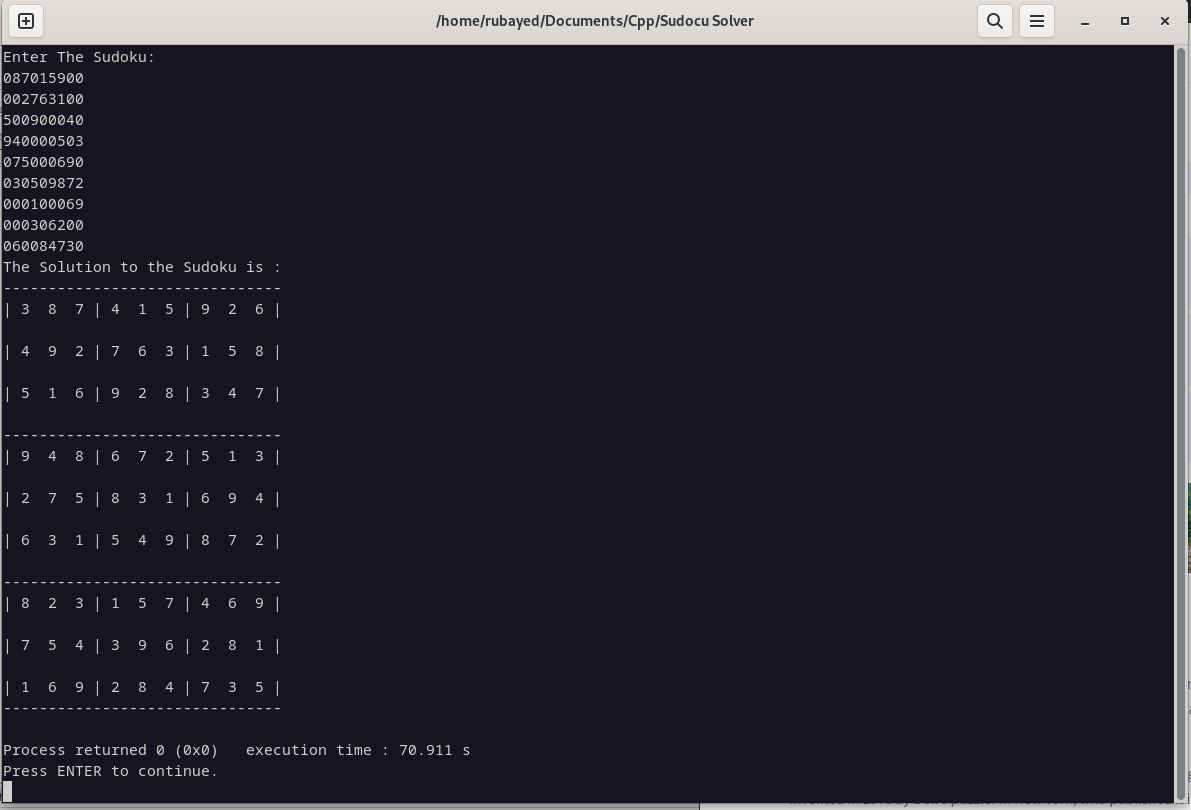 /home/rubayed/Documents/Cpp/Sudocu Solver
Enter The Sudoku:
087015900
002763100
500900040
940000503
075000690
030509872
000100069
000306200
060084730
The Solution to the Sudoku is :
-------------------------------
| 3  8  7 | 4  1  5 | 9  2  6 |
| 4  9  2 | 7  6  3 | 1  5  8 |
| 5  1  6 | 9  2  8 | 3  4  7 |
-------------------------------
| 9  4  8 | 6  7  2 | 5  1  3 |
| 2  7  5 | 8  3  1 | 6  9  4 |
| 6  3  1 | 5  4  9 | 8  7  2 |
-------------------------------
| 8  2  3 | 1  5  7 | 4  6  9 |
| 7  5  4 | 3  9  6 | 2  8  1 |
| 1  6  9 | 2  8  4 | 7  3  5 |
-------------------------------
Process returned 0 (0x0)   execution time : 70.911 s
Press ENTER to continue.